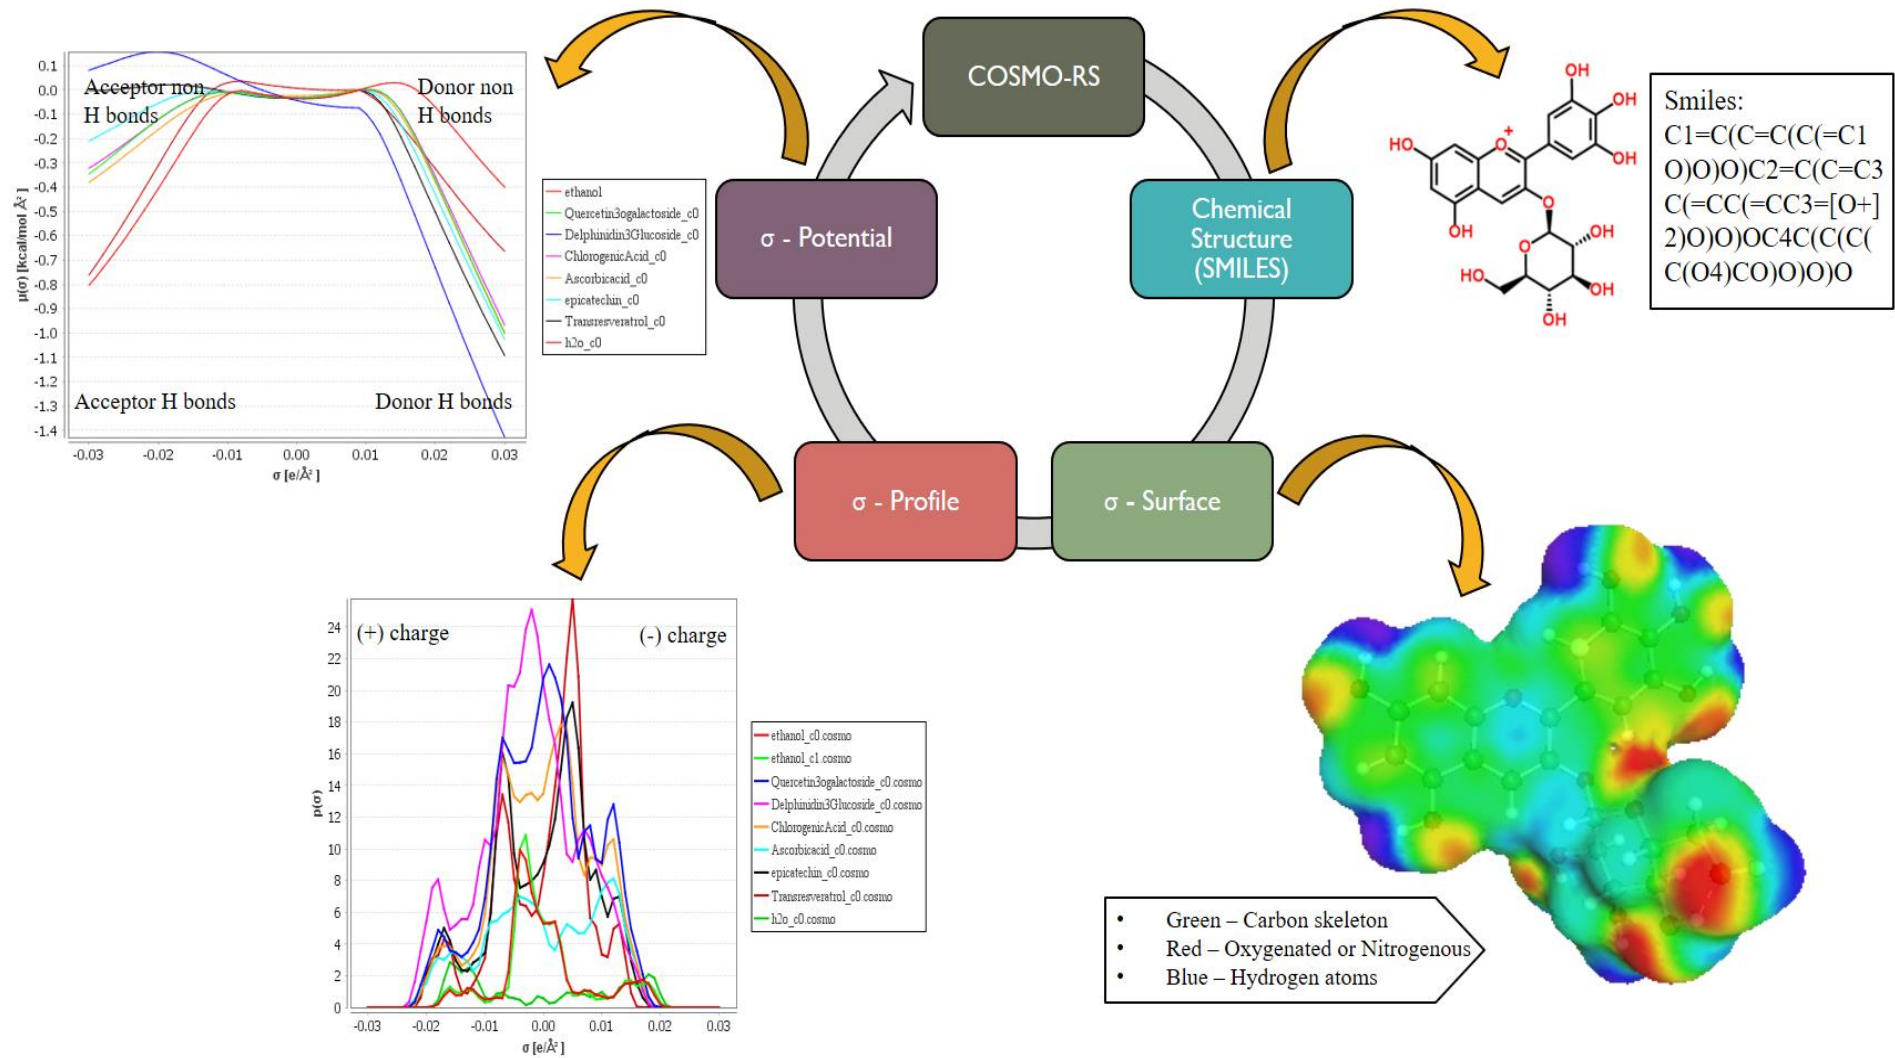 COSMO-RS
Chemical
Structure
(SMILES)
σ - Surface
σ - Profile
σ - Potential
0.1
0.0
-0.1
-0.2
-0.3
-0.4
-0.5
-0.6
-0.7
-0.8
-0.9
-1.0
-1.1
-1.2
-1.3
-1.4
μ(σ) [kcal/mol Å²]
Acceptor non
H bonds
Donor non
H bonds
Acceptor H bonds
Donor H bonds
-0.03 -0.02 -0.01 0.00 0.01 0.02 0.03
σ [e/Å²]
ethanol
Quercetin3ogalactoside_c0
Delphinidin3Glucoside_c0
ChlorogenicAcid_c0
Ascorbicacid_c0
epicatechin_c0
Transresveratrol_c0
h2o_c0
OH
OH
OH
HO
O+
O
OH
O
OH
HO
OH
OH
Smiles:
C1=C(C=C(C(=C1
O)O)O)C2=C(C=C3
C(=CC(=CC3=[O+]
2)O)O)OC4C(C(C(
C(O4)CO)O)O)O
24
22
20
18
16
14
12
10
8
6
4
2
0
p(σ)
(+) charge
(-) charge
-0.03 -0.02 -0.01 0.00 0.01 0.02 0.03
σ [e/Å²]
ethanol_c0.cosmo
ethanol_c1.cosmo
Quercetin3ogalactoside_c0.cosmo
Delphinidin3Glucoside_c0.cosmo
ChlorogenicAcid_c0.cosmo
Ascorbicacid_c0.cosmo
epicatechin_c0.cosmo
Transresveratrol_c0.cosmo
h2o_c0.cosmo
• Green – Carbon skeleton
• Red – Oxygenated or Nitrogenous
• Blue – Hydrogen atoms